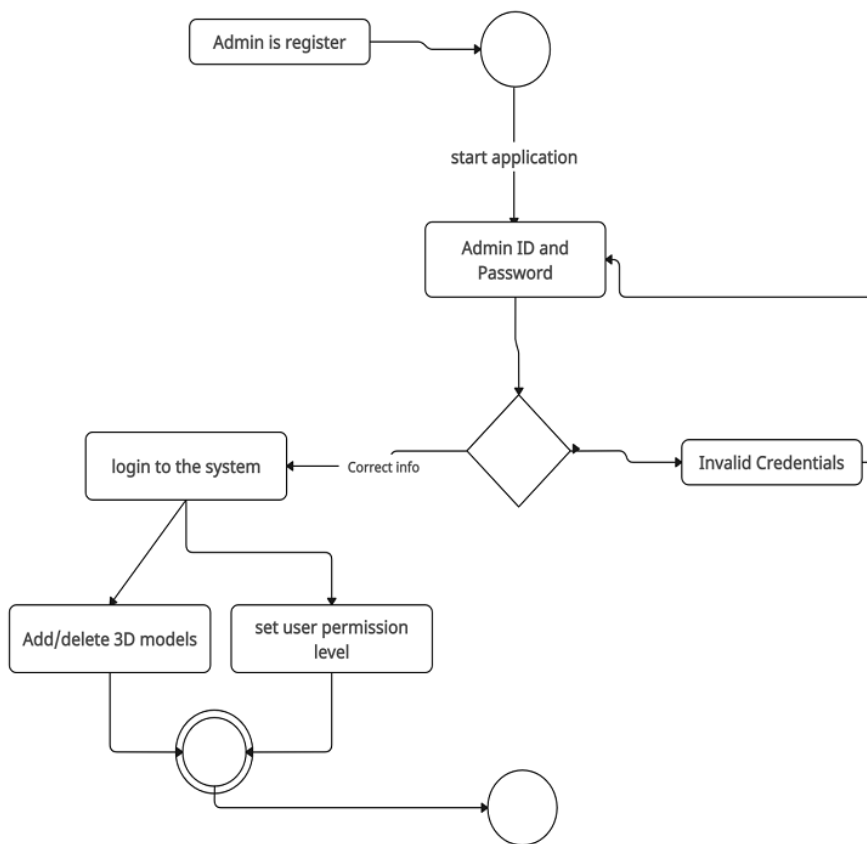 Admin is register
start application
Admin ID and
Password
login to the system
Correct info
Invalid Credentials
Add/delete 3D models
set user permission
level